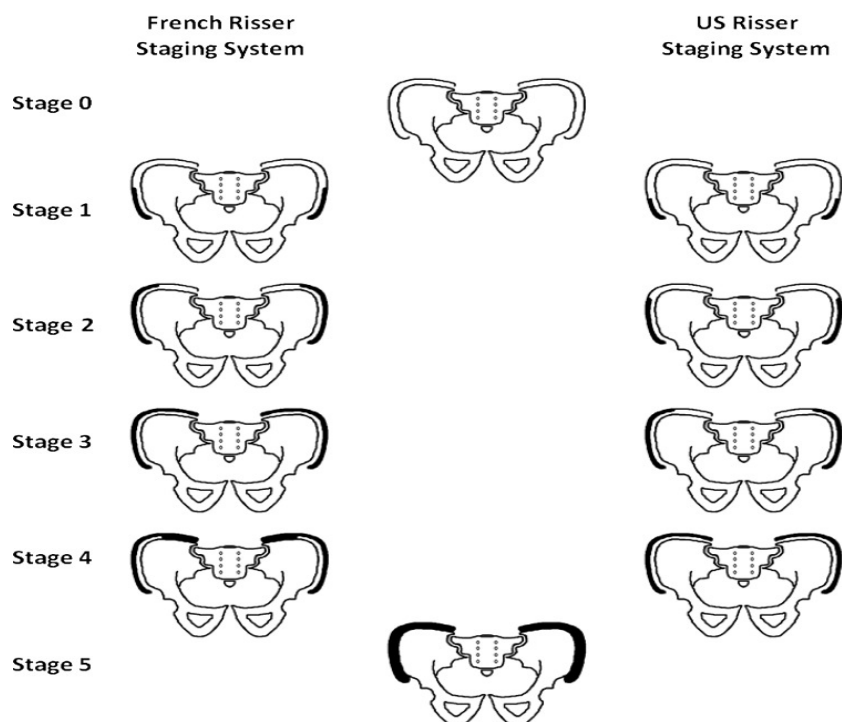 French Risser
Staging System
US Risser
Staging System
Stage 0
Stage 1
Stage 2
Stage 3
Stage 4
Stage 5